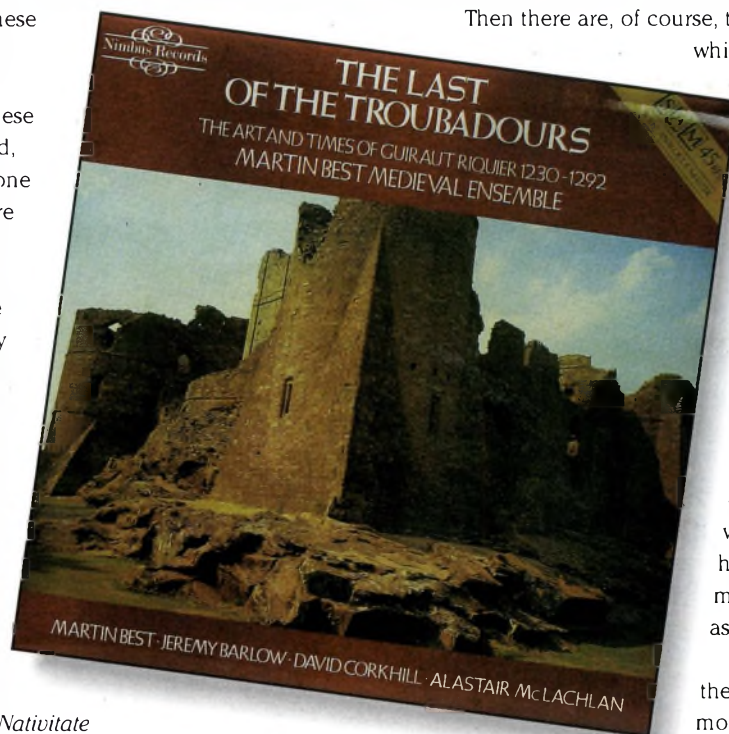 hese
ese
d,
one
re
e
y
Nativitate
Nimbus Records
THE LAST
OF THE TROUBADOURS
THE ART AND TIMES OF GUIRAUT RIQUIER 1230-1292
MARTIN BEST MEDIEVAL ENSEMBLE
45
MARTIN BEST · JEREMY BARLOW · DAVID CORKHILL · ALASTAIR McLACHLAN
Then there are, of course, t
whi
w
h
m
as
the
mo